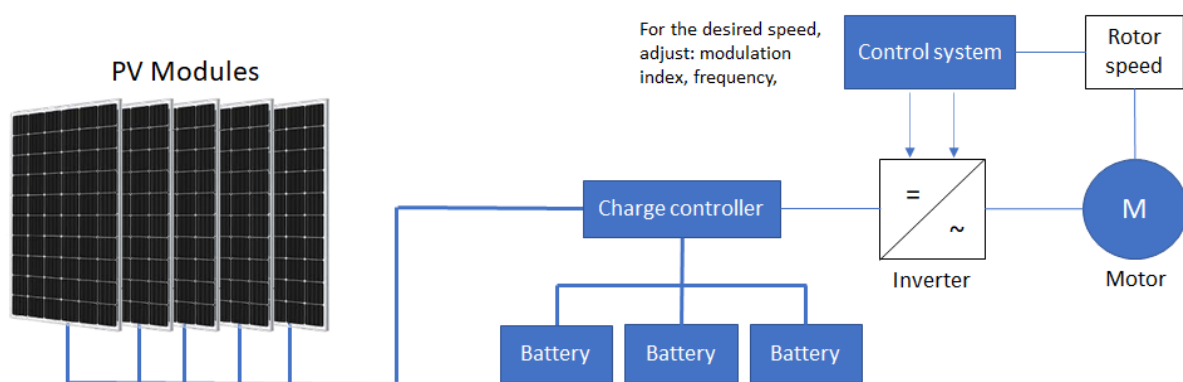 For the desired speed,
adjust: modulation
index, frequency,
Control system
Rotor
speed
PV Modules
Charge controller
=
~
M
Inverter
Motor
Battery
Battery
Battery